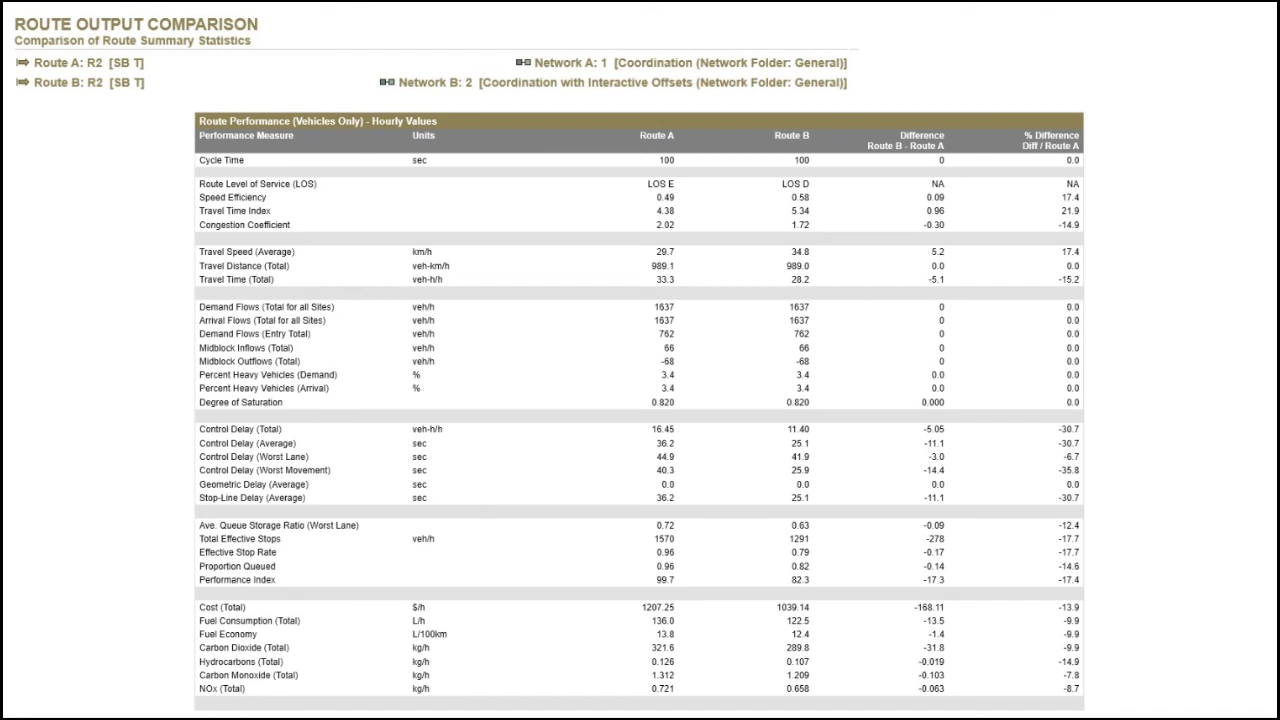 ROUTE OUTPUT COMPARISON
Comparison of Route Summary Statistics
Route A: R2 [SB T] Network A: 1 [Coordination (Network Folder: General)]
Route B: R2 [SB T] Network B: 2 [Coordination with Interactive Offsets (Network Folder: General)]
Route Performance (Vehicles Only) - Hourly Values
Performance Measure Units Route A Route B Difference % Difference
Route B - Route A Diff / Route A
Cycle Time sec 100 100 0 0.0
Route Level of Service (LOS) LOS E LOS D NA NA
Speed Efficiency 0.49 0.58 0.09 17.4
Travel Time Index 4.38 5.34 0.96 21.9
Congestion Coefficient 2.02 1.72 -0.30 -14.9
Travel Speed (Average) km/h 29.7 34.8 5.2 17.4
Travel Distance (Total) veh-km/h 989.1 989.0 0.0 0.0
Travel Time (Total) veh-h/h 33.3 28.2 -5.1 -15.2
Demand Flows (Total for all Sites) veh/h 1637 1637 0 0.0
Arrival Flows (Total for all Sites) veh/h 1637 1637 0 0.0
Demand Flows (Entry Total) veh/h 762 762 0 0.0
Midblock Inflows (Total) veh/h 66 66 0 0.0
Midblock Outflows (Total) veh/h -68 -68 0 0.0
Percent Heavy Vehicles (Demand) % 3.4 3.4 0.0 0.0
Percent Heavy Vehicles (Arrival) % 3.4 3.4 0.0 0.0
Degree of Saturation 0.820 0.820 0.000 0.0
Control Delay (Total) veh-h/h 16.45 11.40 -5.05 -30.7
Control Delay (Average) sec 36.2 25.1 -11.1 -30.7
Control Delay (Worst Lane) sec 44.9 41.9 -3.0 -6.7
Control Delay (Worst Movement) sec 40.3 25.9 -14.4 -35.8
Geometric Delay (Average) sec 0.0 0.0 0.0 0.0
Stop-Line Delay (Average) sec 36.2 25.1 -11.1 -30.7
Ave. Queue Storage Ratio (Worst Lane) 0.72 0.63 -0.09 -12.4
Total Effective Stops veh/h 1570 1291 -278 -17.7
Effective Stop Rate 0.96 0.79 -0.17 -17.7
Proportion Queued 0.96 0.82 -0.14 -14.6
Performance Index 99.7 82.3 -17.3 -17.4
Cost (Total) $/h 1207.25 1039.14 -168.11 -13.9
Fuel Consumption (Total) L/h 136.0 122.5 -13.5 -9.9
Fuel Economy L/100km 13.8 12.4 -1.4 -9.9
Carbon Dioxide (Total) kg/h 321.6 289.8 -31.8 -9.9
Hydrocarbons (Total) kg/h 0.126 0.107 -0.019 -14.9
Carbon Monoxide (Total) kg/h 1.312 1.209 -0.103 -7.8
NOx (Total) kg/h 0.721 0.658 -0.063 -8.7